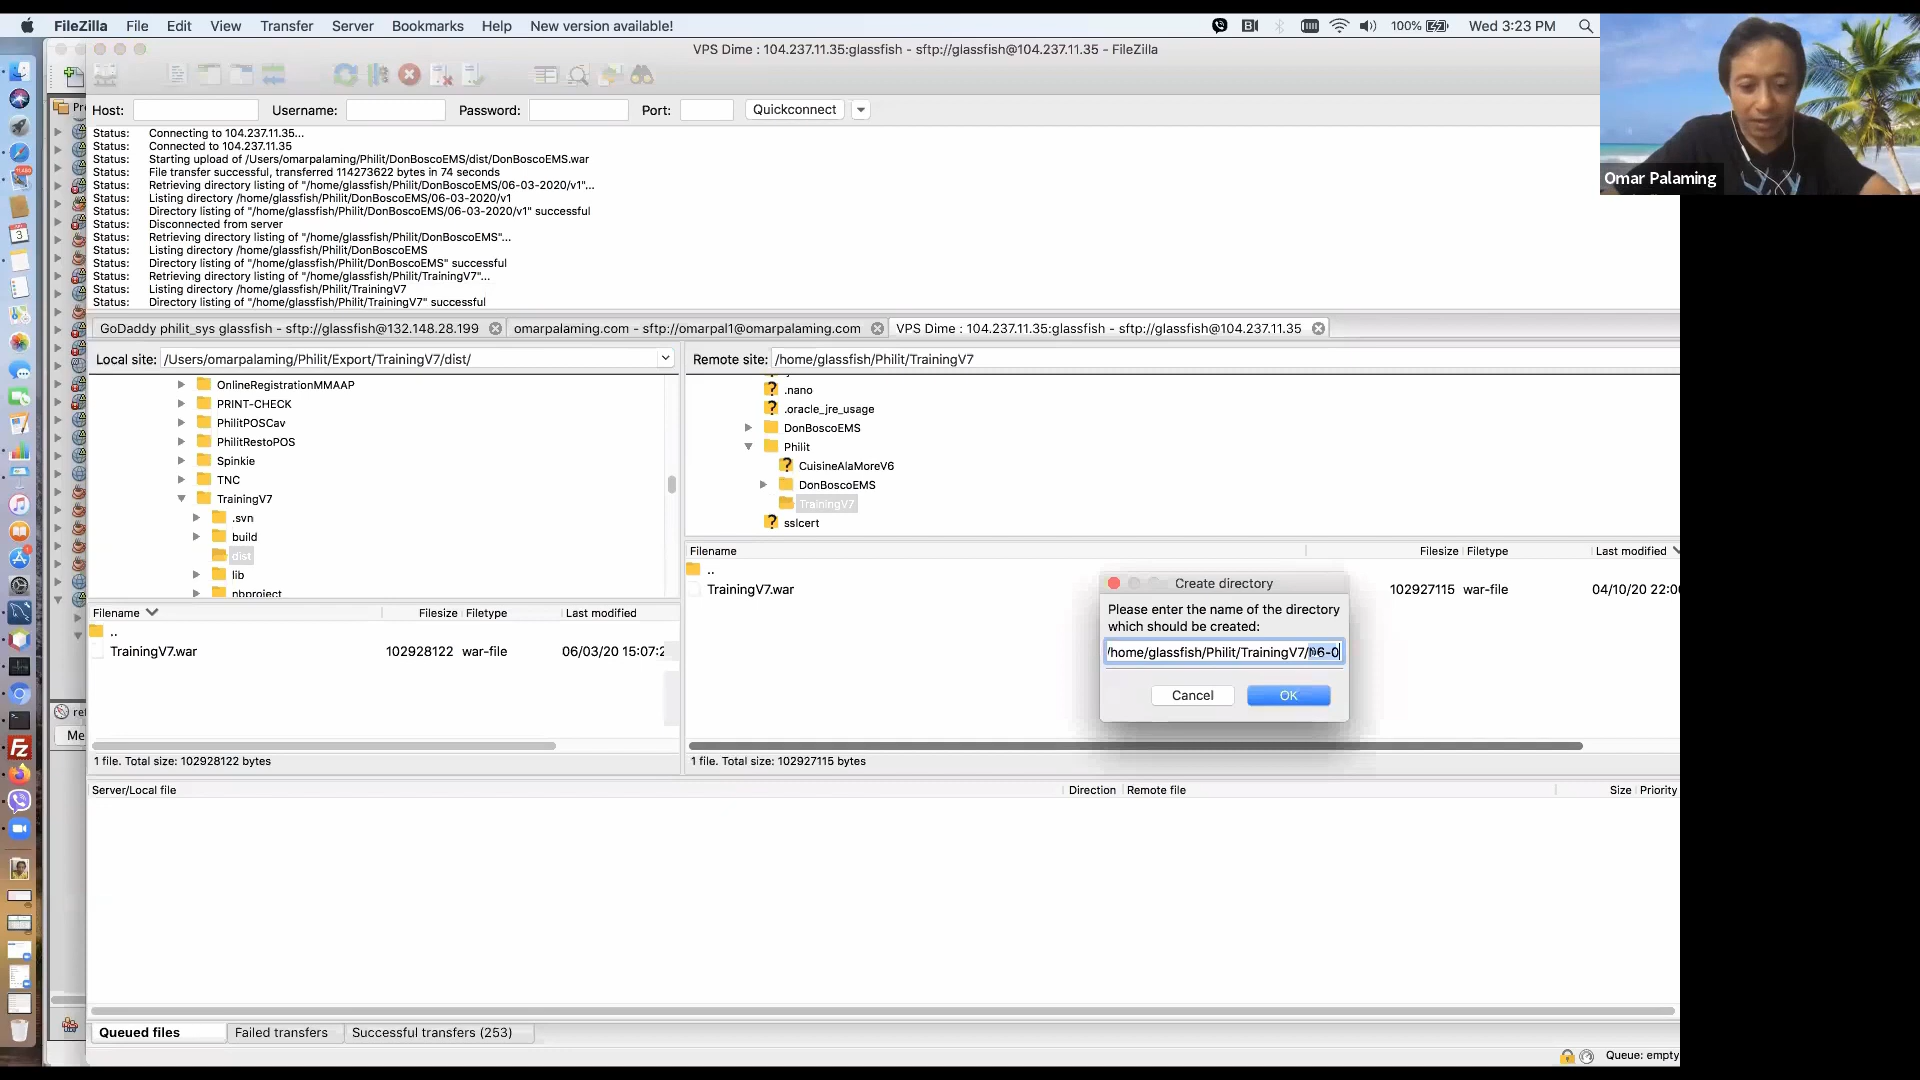 FileZilla File Edit View Transfer Server Bookmarks Help New version available! 100% Wed 3:23 PM
VPS Dime : 104.237.11.35:glassfish - sftp://glassfish@104.237.11.35 - FileZilla
Host: Username: Password: Port: Quickconnect
Status: Connecting to 104.237.11.35...
Status: Connected to 104.237.11.35
Status: Starting upload of /Users/omarpalaming/Philit/DonBoscoEMS/dist/DonBoscoEMS.war
Status: File transfer successful, transferred 114273622 bytes in 74 seconds
Status: Retrieving directory listing of "/home/glassfish/Philit/DonBoscoEMS/06-03-2020/v1"...
Status: Listing directory /home/glassfish/Philit/DonBoscoEMS/06-03-2020/v1
Status: Directory listing of "/home/glassfish/Philit/DonBoscoEMS/06-03-2020/v1" successful
Status: Disconnected from server
Status: Retrieving directory listing of "/home/glassfish/Philit/DonBoscoEMS"...
Status: Listing directory /home/glassfish/Philit/DonBoscoEMS
Status: Directory listing of "/home/glassfish/Philit/DonBoscoEMS" successful
Status: Retrieving directory listing of "/home/glassfish/Philit/TrainingV7"...
Status: Listing directory /home/glassfish/Philit/TrainingV7
Status: Directory listing of "/home/glassfish/Philit/TrainingV7" successful
Omar Palaming
GoDaddy philit_sys glassfish - sftp://glassfish@132.148.28.199 omarpalaming.com - sftp://omarpal1@omarpalaming.com VPS Dime : 104.237.11.35:glassfish - sftp://glassfish@104.237.11.35
Local site: /Users/omarpalaming/Philit/Export/TrainingV7/dist/
OnlineRegistrationMMAAP
PRINT-CHECK
PhilitPOSCav
PhilitRestoPOS
Spinkie
TNC
TrainingV7
.svn
build
dist
lib
nbproject
Filename Filesize Filetype Last modified
..
TrainingV7.war 102928122 war-file 06/03/20 15:07:2
1 file. Total size: 102928122 bytes
Remote site: /home/glassfish/Philit/TrainingV7
.nano
.oracle_jre_usage
DonBoscoEMS
Philit
CuisineAlaMoreV6
DonBoscoEMS
TrainingV7
sslcert
Filename Filesize Filetype Last modified
..
TrainingV7.war 102927115 war-file 04/10/20 22:0
1 file. Total size: 102927115 bytes
Create directory
Please enter the name of the directory
which should be created:
/home/glassfish/Philit/TrainingV7/06-0
Cancel OK
Server/Local file Direction Remote file Size Priority
Queued files Failed transfers Successful transfers (253)
Queue: empty
Pr
ref
Me
3